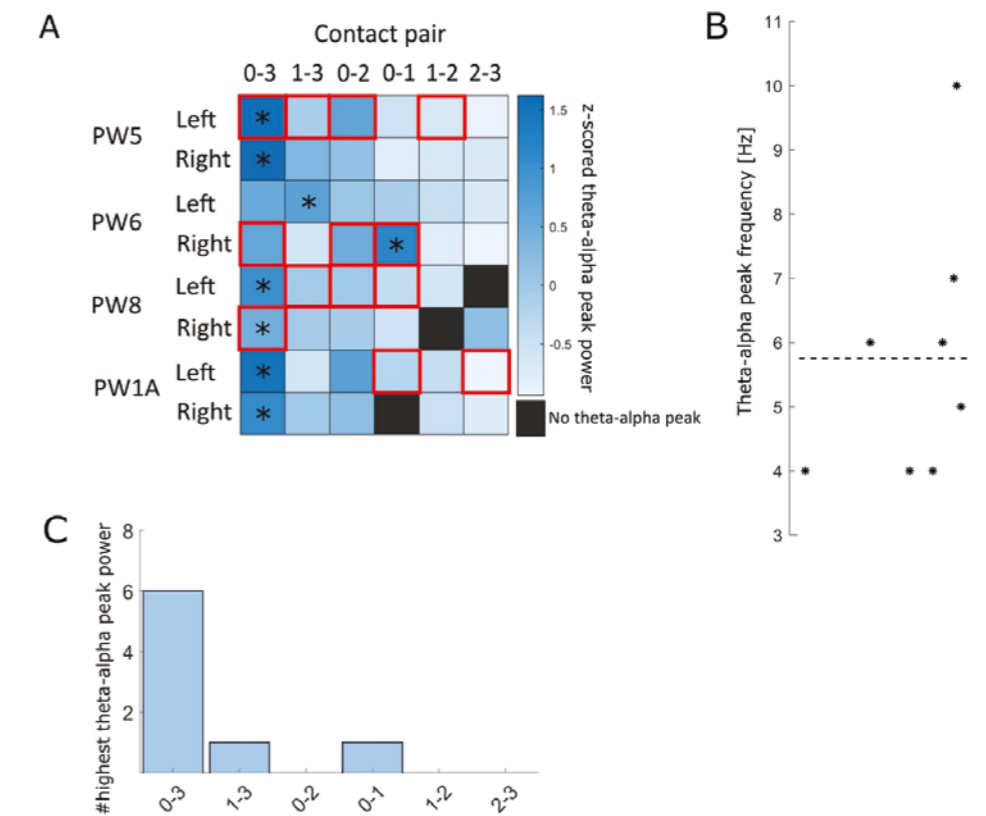 A
Contact pair
0-3 1-3 0-2 0-1 1-2 2-3
PW5
Left
*
Right
*
PW6
Left
*
Right
*
PW8
Left
*
Right
*
PW1A
Left
*
Right
*
1.5
1
0.5
0
-0.5
z-scored theta-alpha peak power
No theta-alpha peak
B
Theta-alpha peak frequency [Hz]
11
10
9
8
7
6
5
4
3
C
#highest theta-alpha peak power
8
6
4
2
0-3 1-3 0-2 0-1 1-2 2-3